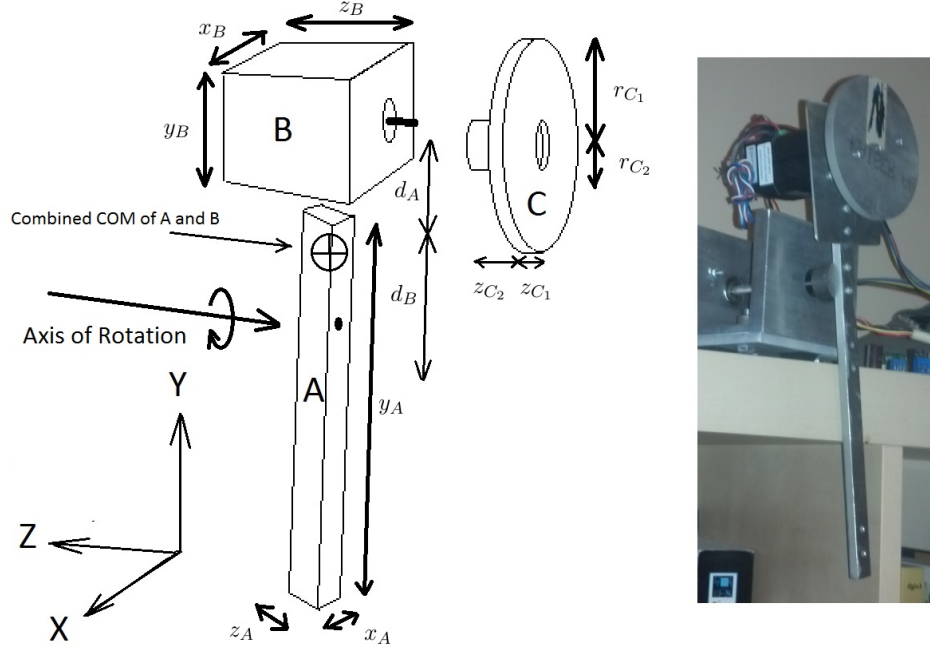 z_B
x_B
y_B
B
r_{C_1}
r_{C_2}
C
d_A
z_{C_2} z_{C_1}
Combined COM of A and B
d_B
Axis of Rotation
A
y_A
Y
Z
X
z_A
x_A